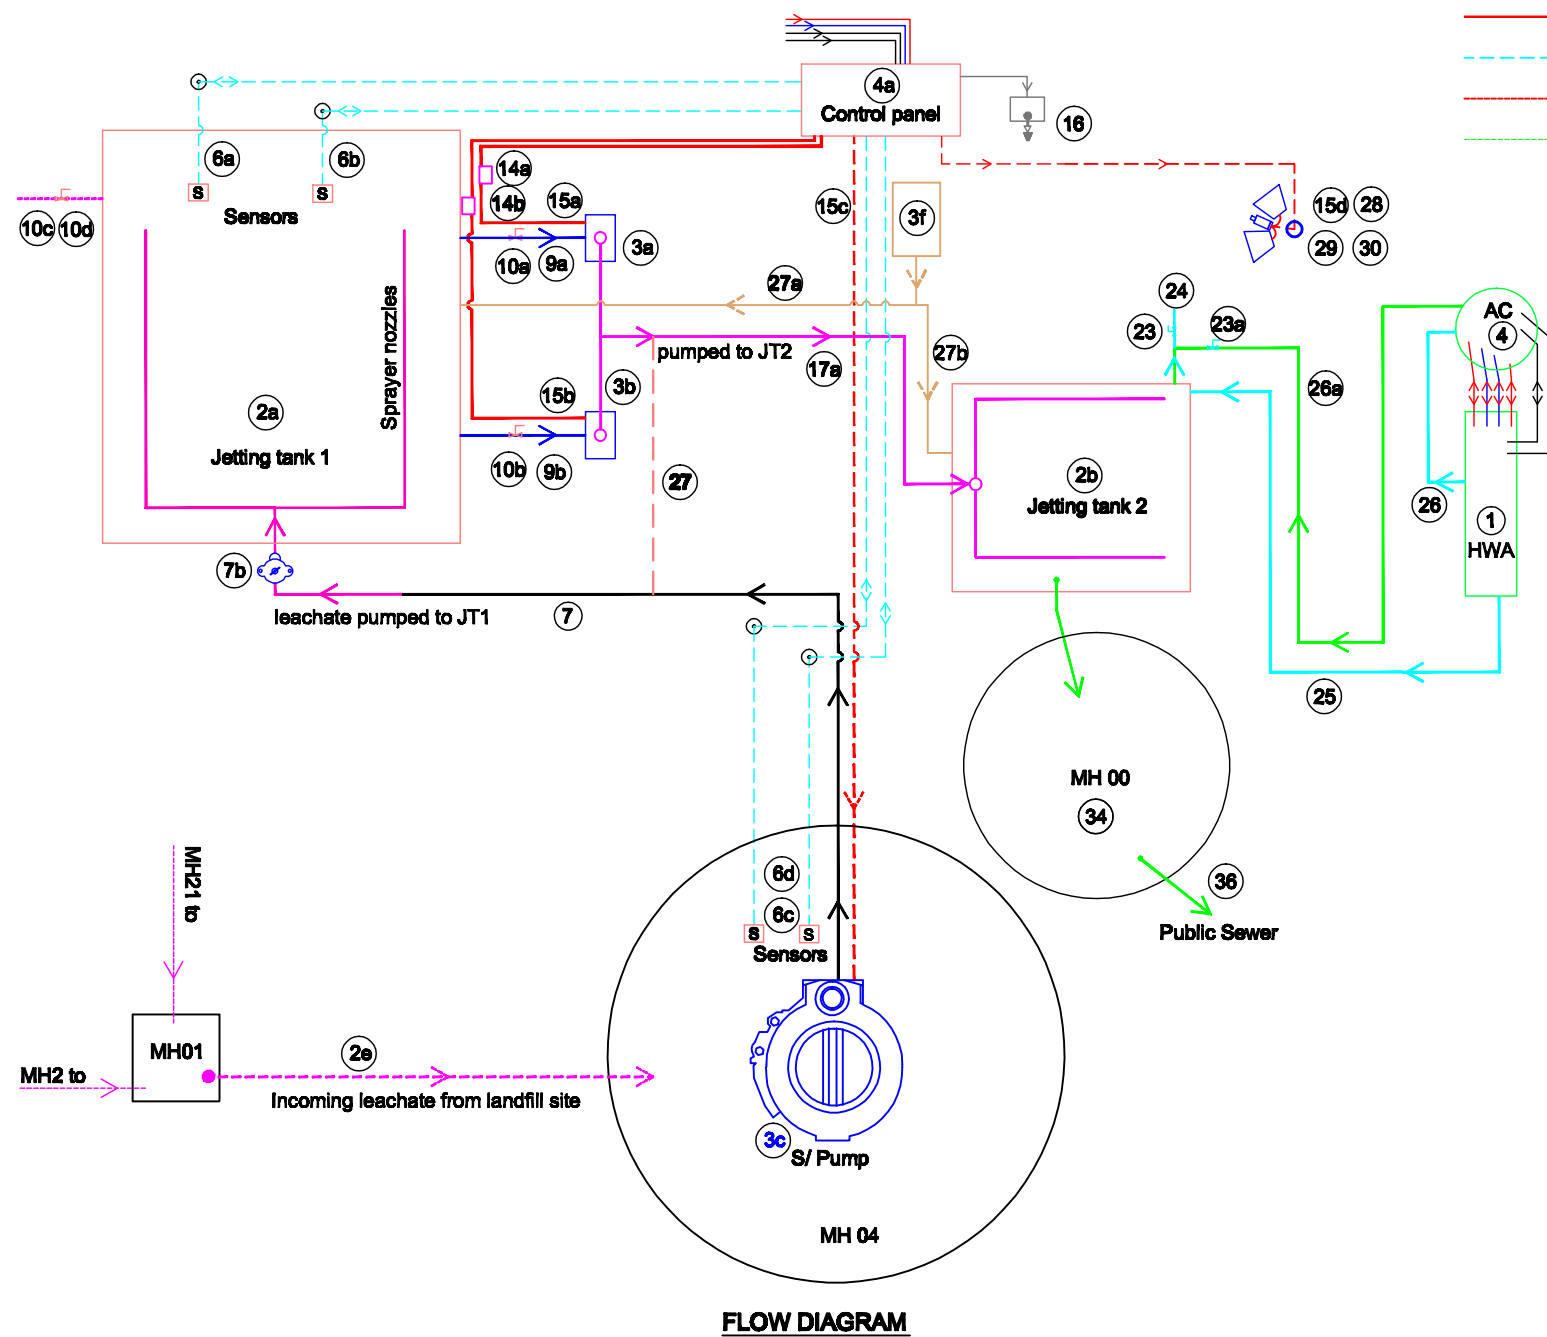 4a
Control panel
16
6a
6b
S
S
Sensors
10c
10d
14a
14b
15a
15c
3f
15d
28
29
30
3a
10a
9a
27a
24
23
23a
AC
4
Sprayer nozzles
pumped to JT2
17a
27b
26a
15b
3b
2a
Jetting tank 1
10b
9b
27
2b
Jetting tank 2
26
1
HWA
7b
leachate pumped to JT1
7
25
MH 00
34
36
Public Sewer
6d
6c
S
S
Sensors
MH21 to
MH01
MH2 to
2e
Incoming leachate from landfill site
3c
S/ Pump
MH 04
FLOW DIAGRAM